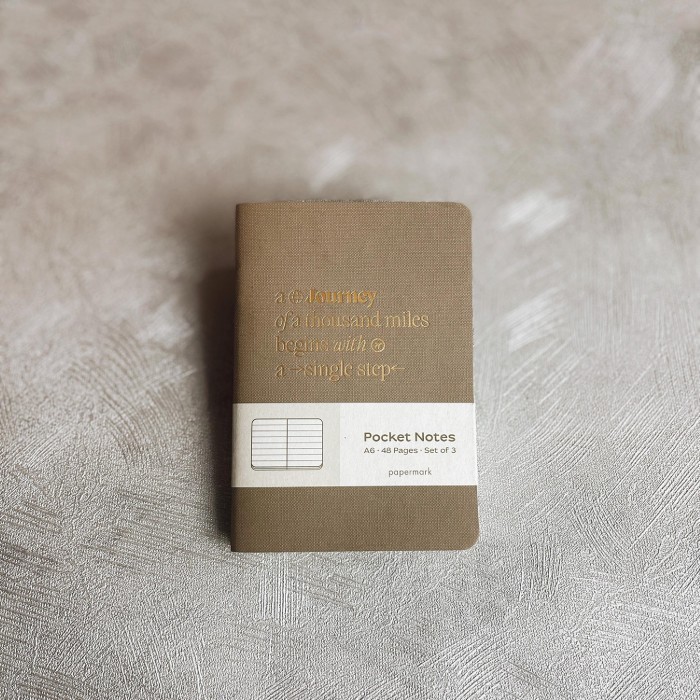 a Journey
of a thousand miles
begins with
a → single step ←
Pocket Notes
A6 · 48 Pages · Set of 3
papermark